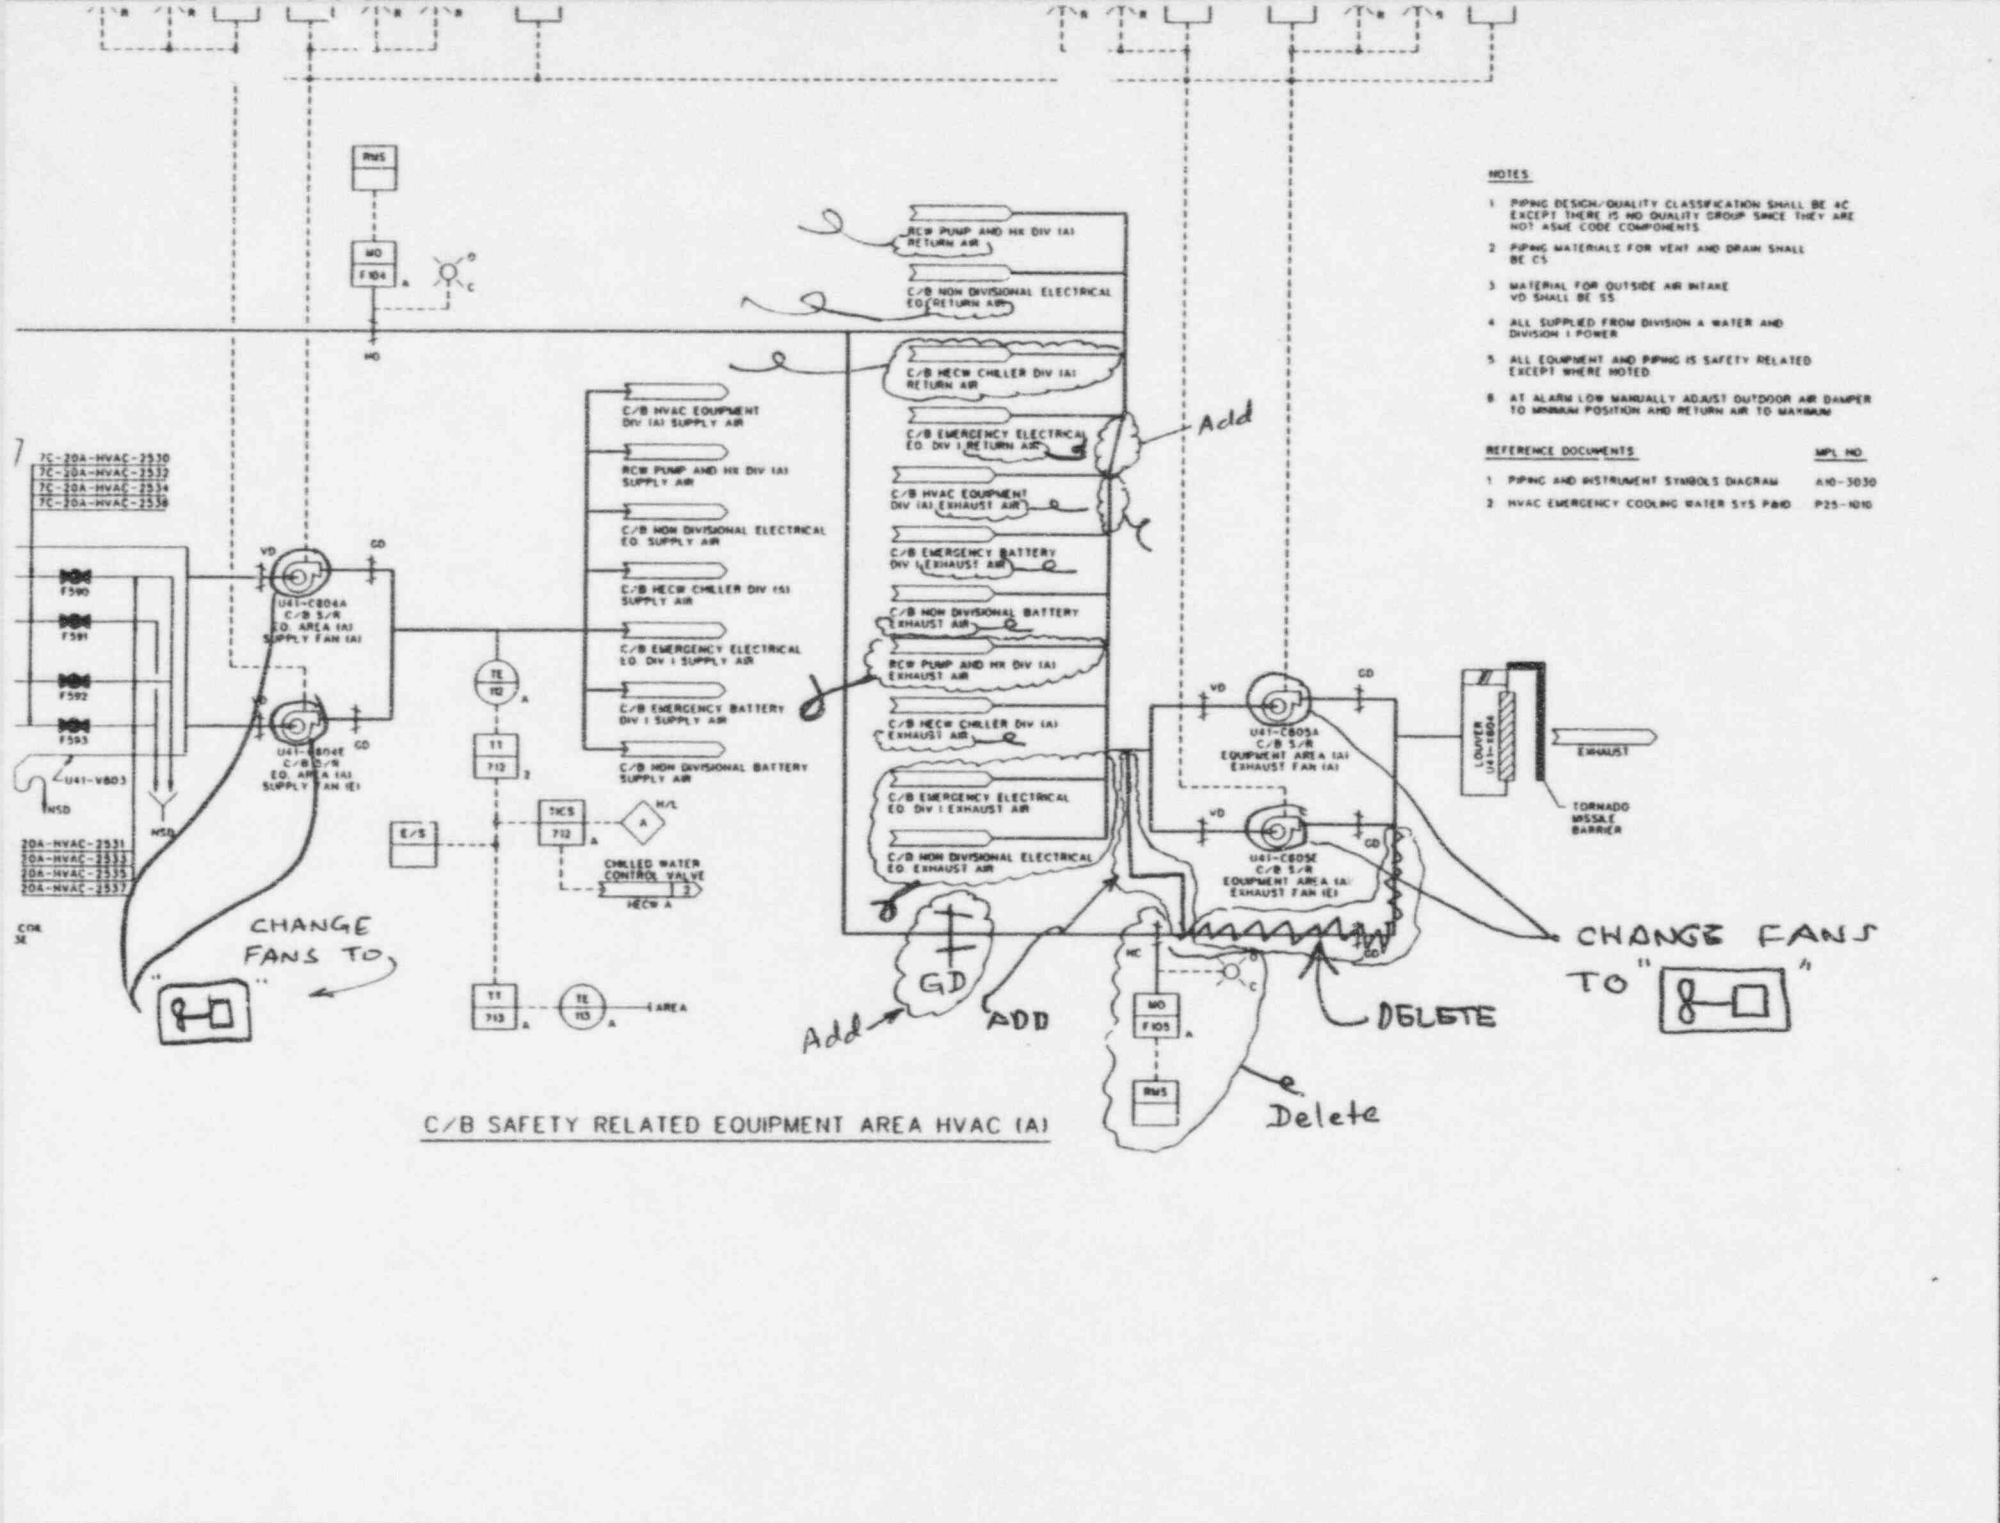 RMS
MO
F104
A
O
C
NO
RCW PUMP AND HX DIV (A)
RETURN AIR
C/B NON DIVISIONAL ELECTRICAL
EQ. RETURN AIR
C/B HECW CHILLER DIV (A)
RETURN AIR
C/B EMERGENCY ELECTRICAL
EQ. DIV I RETURN AIR
C/B HVAC EQUIPMENT
DIV (A) EXHAUST AIR
C/B EMERGENCY BATTERY
DIV I EXHAUST AIR
C/B NON DIVISIONAL BATTERY
EXHAUST AIR
RCW PUMP AND HX DIV (A)
EXHAUST AIR
C/B HECW CHILLER DIV (A)
EXHAUST AIR
C/B EMERGENCY ELECTRICAL
EQ. DIV I EXHAUST AIR
C/B NON DIVISIONAL ELECTRICAL
EQ. EXHAUST AIR
Add
NOTES
1 PIPING DESIGN/QUALITY CLASSIFICATION SHALL BE 4C
EXCEPT THERE IS NO QUALITY GROUP SINCE THEY ARE
NOT ASME CODE COMPONENTS
2 PIPING MATERIALS FOR VENT AND DRAIN SHALL
BE CS
3 MATERIAL FOR OUTSIDE AIR INTAKE
VD SHALL BE SS
4 ALL SUPPLIED FROM DIVISION A WATER AND
DIVISION I POWER
5 ALL EQUIPMENT AND PIPING IS SAFETY RELATED
EXCEPT WHERE NOTED
6 AT ALARM LOW MANUALLY ADJUST OUTDOOR AIR DAMPER
TO MINIMUM POSITION AND RETURN AIR TO MAXIMUM
REFERENCE DOCUMENTS MPL NO
1 PIPING AND INSTRUMENT SYMBOLS DIAGRAM A10-3030
2 HVAC EMERGENCY COOLING WATER SYS P&ID P25-1010
7C-20A-HVAC-2530
7C-20A-HVAC-2532
7C-20A-HVAC-2534
7C-20A-HVAC-2536
F590
F591
F592
F593
U41-V803
NSD
NSD
20A-HVAC-2531
20A-HVAC-2533
20A-HVAC-2535
20A-HVAC-2537
VD
GD
U41-C804A
C/B S/R
EQ. AREA (A)
SUPPLY FAN (A)
VD
GD
U41-C804E
C/B S/R
EQ. AREA (A)
SUPPLY FAN (E)
C/B HVAC EQUIPMENT
DIV (A) SUPPLY AIR
RCW PUMP AND HX DIV (A)
SUPPLY AIR
C/B NON DIVISIONAL ELECTRICAL
EQ. SUPPLY AIR
C/B HECW CHILLER DIV (A)
SUPPLY AIR
C/B EMERGENCY ELECTRICAL
EQ. DIV I SUPPLY AIR
C/B EMERGENCY BATTERY
DIV I SUPPLY AIR
C/B NON DIVISIONAL BATTERY
SUPPLY AIR
TE
112
A
TT
712
2
TICS
712
A
H/L
A
E/S
CHILLED WATER
CONTROL VALVE
2
HECW A
TT
713
A
TE
113
A
AREA
CHANGE
FANS TO
" "
VD
GD
U41-C805A
C/B S/R
EQUIPMENT AREA (A)
EXHAUST FAN (A)
VD
GD
U41-C805E
C/B S/R
EQUIPMENT AREA (A)
EXHAUST FAN (E)
LOUVER
U41-X804
EXHAUST
TORNADO
MISSILE
BARRIER
GD
Add
ADD
NC
GD
C
MO
F105
A
RMS
DELETE
Delete
CHANGE FANS
TO " "
C/B SAFETY RELATED EQUIPMENT AREA HVAC (A)